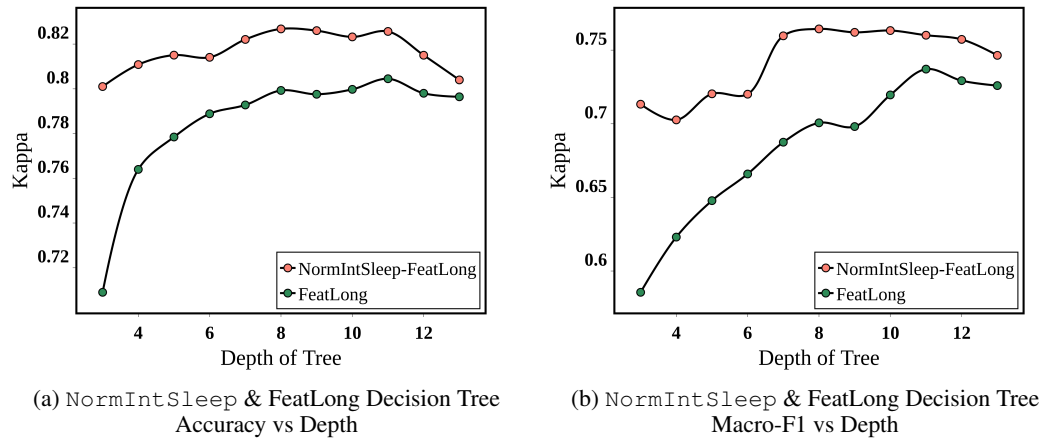 0.82
0.8
0.78
0.76
0.74
0.72
Kappa
4 6 8 10 12
Depth of Tree
NormIntSleep-FeatLong
FeatLong
(a) NormIntSleep & FeatLong Decision Tree
Accuracy vs Depth
0.75
0.7
0.65
0.6
Kappa
4 6 8 10 12
Depth of Tree
NormIntSleep-FeatLong
FeatLong
(b) NormIntSleep & FeatLong Decision Tree
Macro-F1 vs Depth